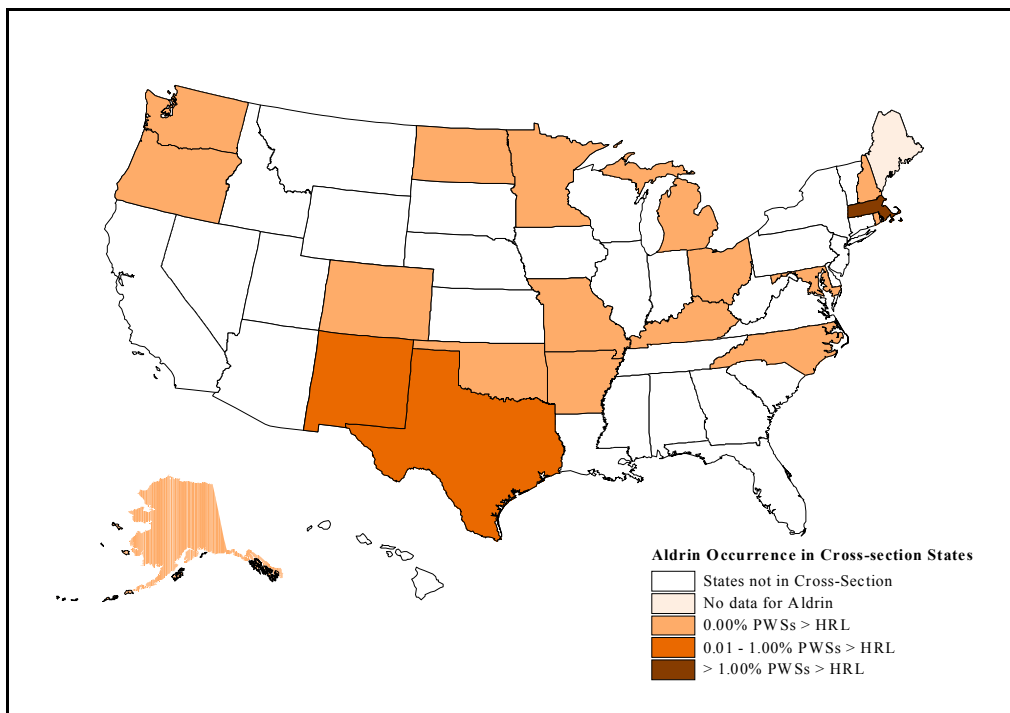 Aldrin Occurrence in Cross-section States
States not in Cross-Section
No data for Aldrin
0.00% PWSs > HRL
0.01 - 1.00% PWSs > HRL
> 1.00% PWSs > HRL